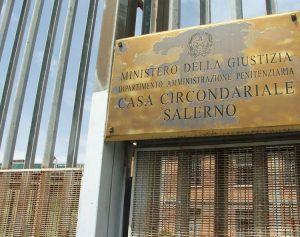 MINISTERO DELLA GIUSTIZIA
DIPARTIMENTO AMMINISTRAZIONE PENITENZIARIA
CASA CIRCONDARIALE
SALERNO